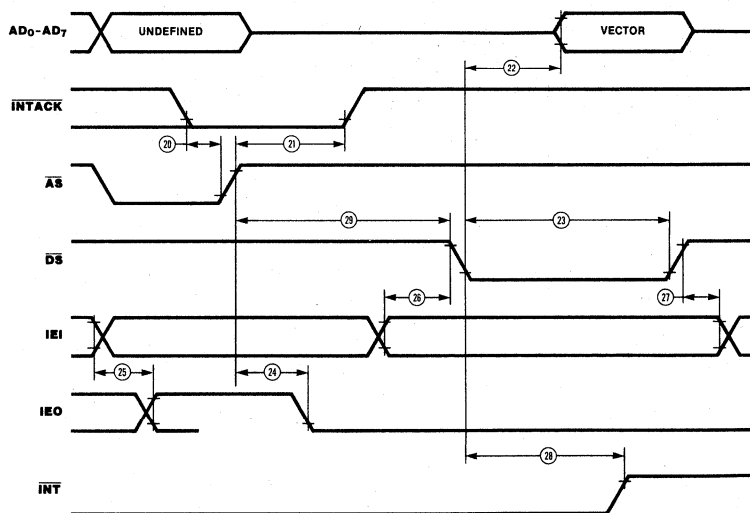 AD₀-AD₇ UNDEFINED VECTOR
22
INTACK
20 21
AS
29 23
DS
26 27
IEI
25 24
IEO
28
INT